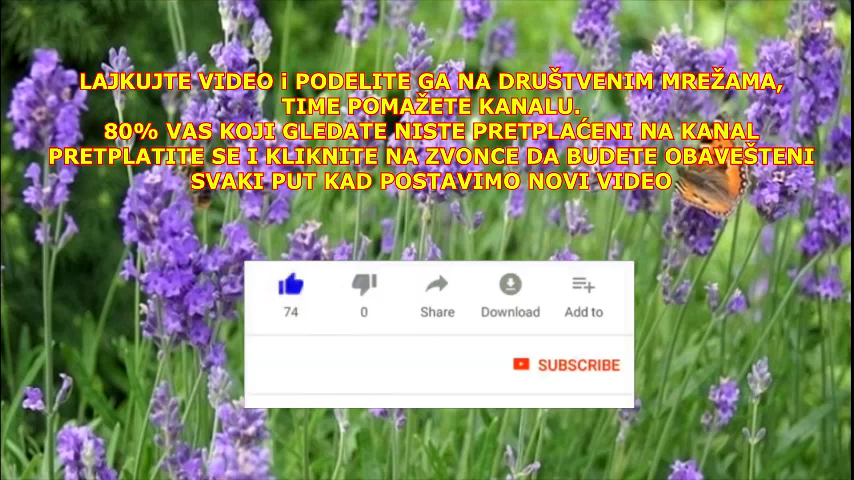 LAJKUJTE VIDEO i PODELITE GA NA DRUŠTVENIM MREŽAMA,
TIME POMAŽETE KANALU.
80% VAS KOJI GLEDATE NISTE PRETPLAĆENI NA KANAL
PRETPLATITE SE I KLIKNITE NA ZVONCE DA BUDETE OBAVEŠTENI
SVAKI PUT KAD POSTAVIMO NOVI VIDEO
74 0 Share Download Add to
SUBSCRIBE